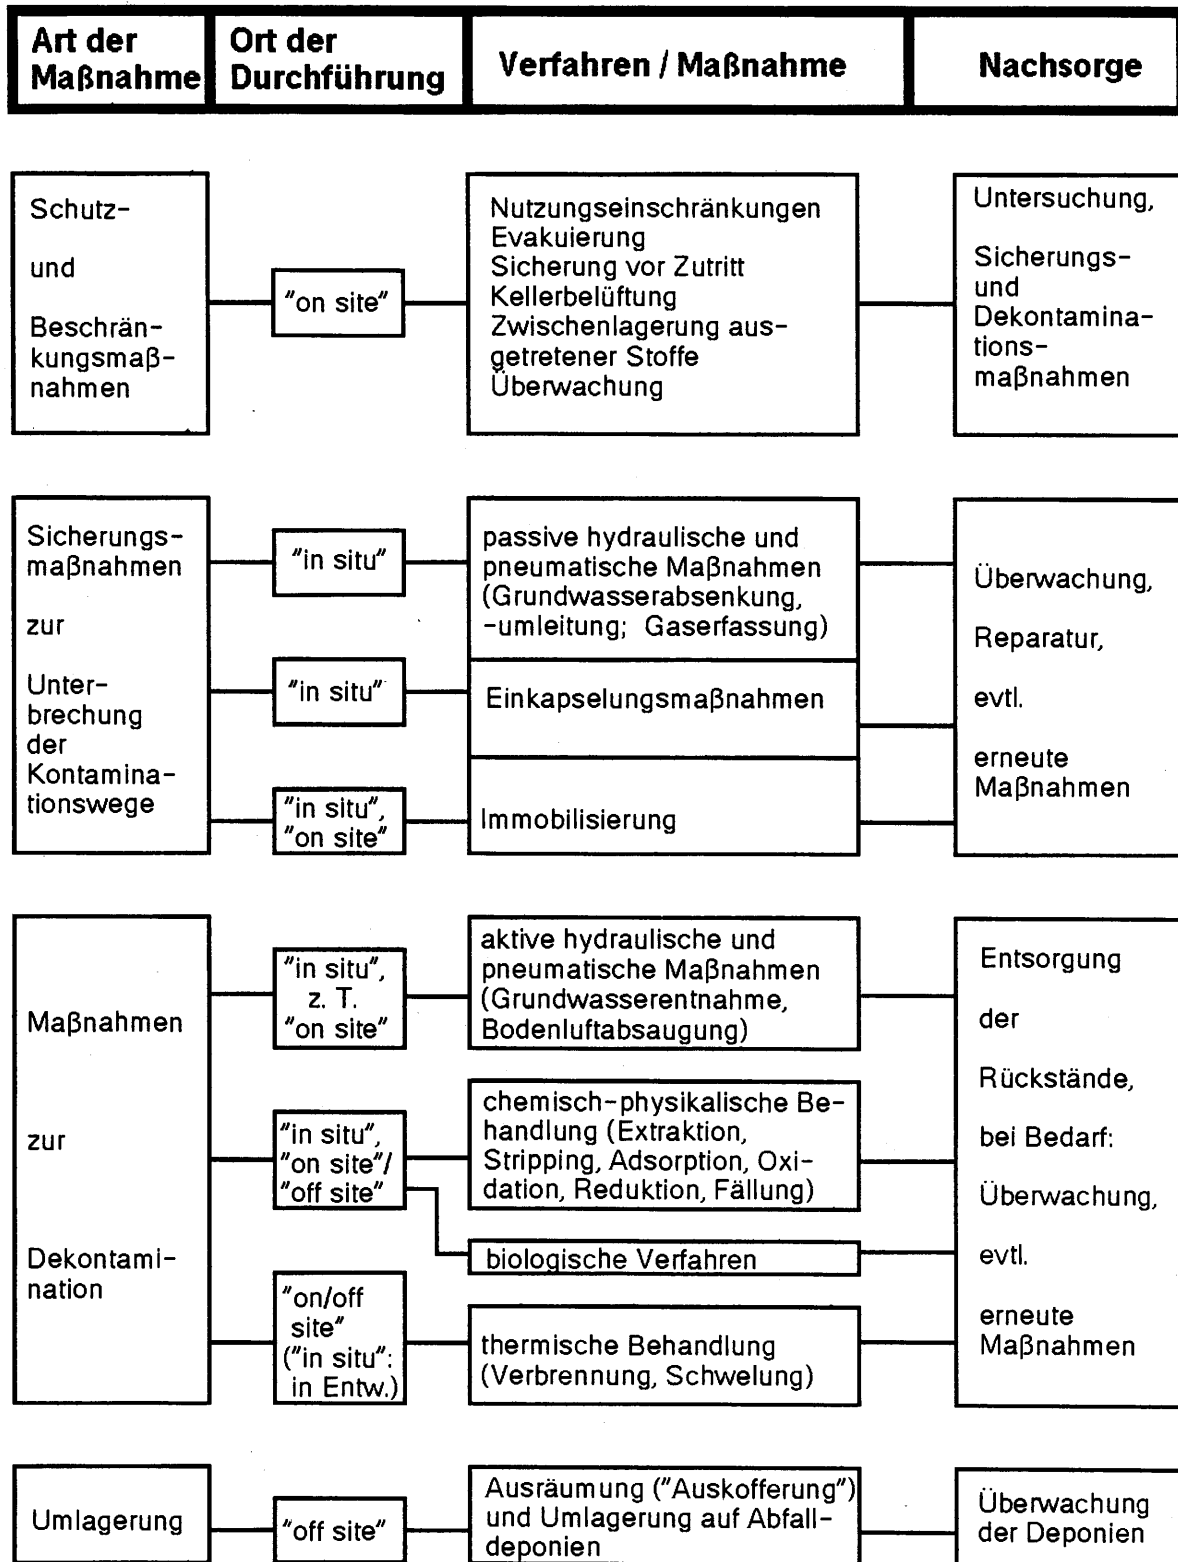 Art der
Maßnahme
Ort der
Durchführung
Verfahren / Maßnahme
Nachsorge
Schutz-
und
Beschrän-
kungsmaß-
nahmen
"on site"
Nutzungseinschränkungen
Evakuierung
Sicherung vor Zutritt
Kellerbelüftung
Zwischenlagerung aus-
getretener Stoffe
Überwachung
Untersuchung,
Sicherungs-
und
Dekontamina-
tions-
maßnahmen
Sicherungs-
maßnahmen
zur
Unter-
brechung
der
Kontamina-
tionswege
"in situ"
passive hydraulische und
pneumatische Maßnahmen
(Grundwasserabsenkung,
-umleitung; Gaserfassung)
"in situ"
Einkapselungsmaßnahmen
"in situ",
"on site"
Immobilisierung
Überwachung,
Reparatur,
evtl.
erneute
Maßnahmen
Maßnahmen
zur
Dekontami-
nation
"in situ",
z. T.
"on site"
aktive hydraulische und
pneumatische Maßnahmen
(Grundwasserentnahme,
Bodenluftabsaugung)
"in situ",
"on site"/
"off site"
chemisch-physikalische Be-
handlung (Extraktion,
Stripping, Adsorption, Oxi-
dation, Reduktion, Fällung)
biologische Verfahren
"on/off
site"
("in situ":
in Entw.)
thermische Behandlung
(Verbrennung, Schwelung)
Entsorgung
der
Rückstände,
bei Bedarf:
Überwachung,
evtl.
erneute
Maßnahmen
Umlagerung
"off site"
Ausräumung ("Auskofferung")
und Umlagerung auf Abfall-
deponien
Überwachung
der Deponien